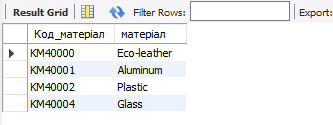 Result Grid Filter Rows: Export:
Код_матеріал матеріал
KM40000 Eco-leather
KM40001 Aluminum
KM40002 Plastic
KM40004 Glass